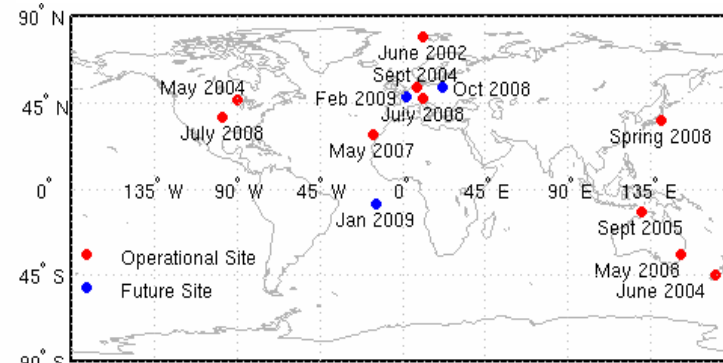 90° N
June 2002
Sept 2004
May 2004
Oct 2008
Feb 2009
45° N
July 2008
July 2008
Spring 2008
May 2007
0°
135° W
90° W
45° W
0°
45° E
90° E
135° E
Jan 2009
Sept 2005
Operational Site
May 2006
45° S
Future Site
June 2004
90° S